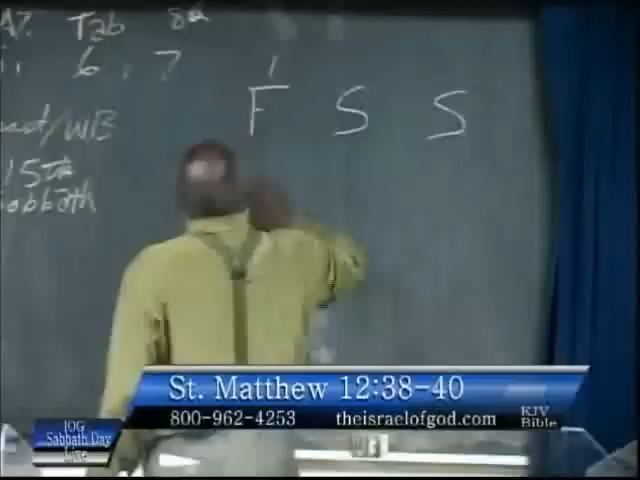 Tab
6, 7
1
F S S
/WB
15th
Sabbath
St. Matthew 12:38-40
800-962-4253 theisraelofgod.com KJV Bible
IOG
Sabbath Day
Live